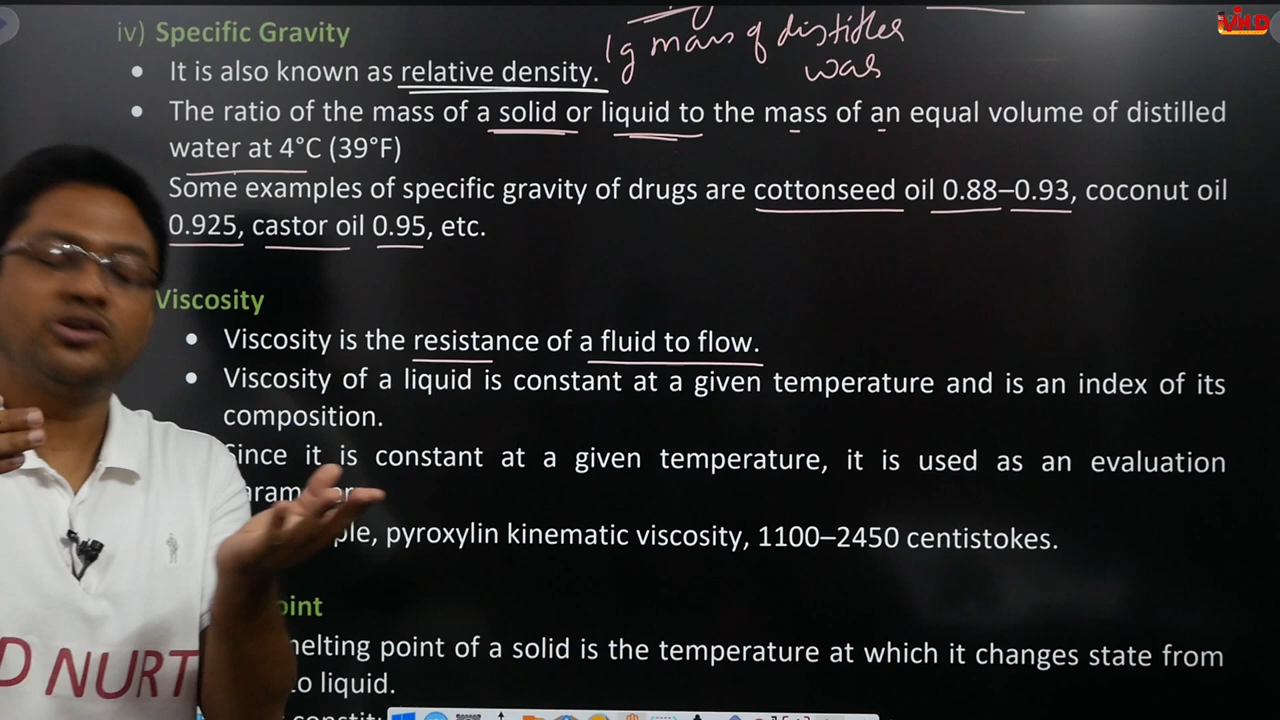 1g mass of distilled
iv) Specific Gravity
• It is also known as relative density.
• The ratio of the mass of a solid or liquid to the mass of an equal volume of distilled
water at 4°C (39°F)
Some examples of specific gravity of drugs are cottonseed oil 0.88–0.93, coconut oil
0.925, castor oil 0.95, etc.
Viscosity
• Viscosity is the resistance of a fluid to flow.
• Viscosity of a liquid is constant at a given temperature and is an index of its
composition.
Since it is constant at a given temperature, it is used as an evaluation
pyroxylin kinematic viscosity, 1100–2450 centistokes.
melting point of a solid is the temperature at which it changes state from
to liquid.
D NURT